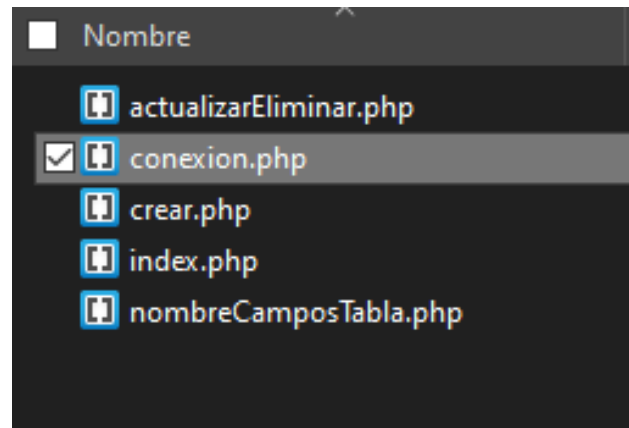 Nombre
actualizarEliminar.php
conexion.php
crear.php
index.php
nombreCamposTabla.php